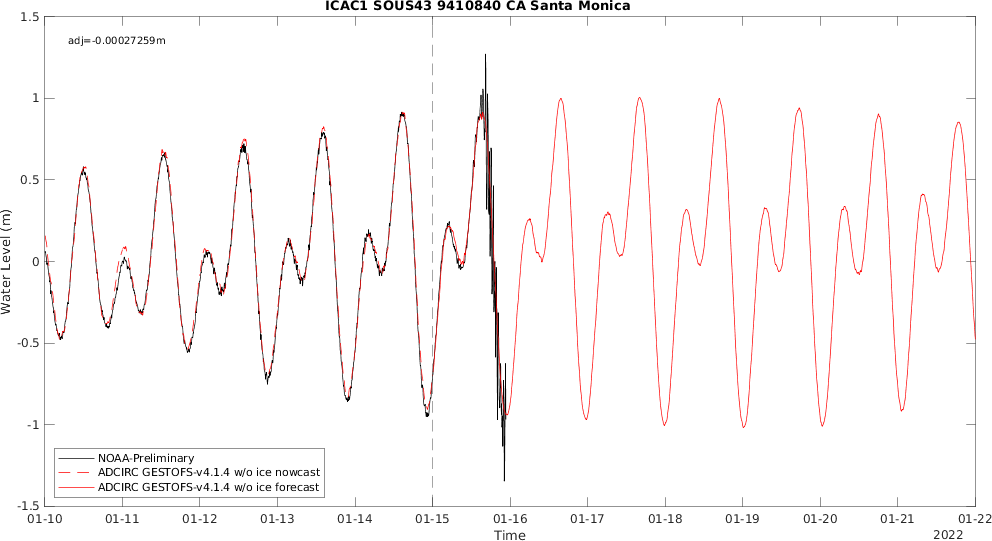 ICAC1 SOUS43 9410840 CA Santa Monica
1.5
adj=-0.00027259m
1
0.5
0
-0.5
-1
-1.5
Water Level (m)
NOAA-Preliminary
ADCIRC GESTOFS-v4.1.4 w/o ice nowcast
ADCIRC GESTOFS-v4.1.4 w/o ice forecast
01-10 01-11 01-12 01-13 01-14 01-15 01-16 01-17 01-18 01-19 01-20 01-21 01-22
Time
2022